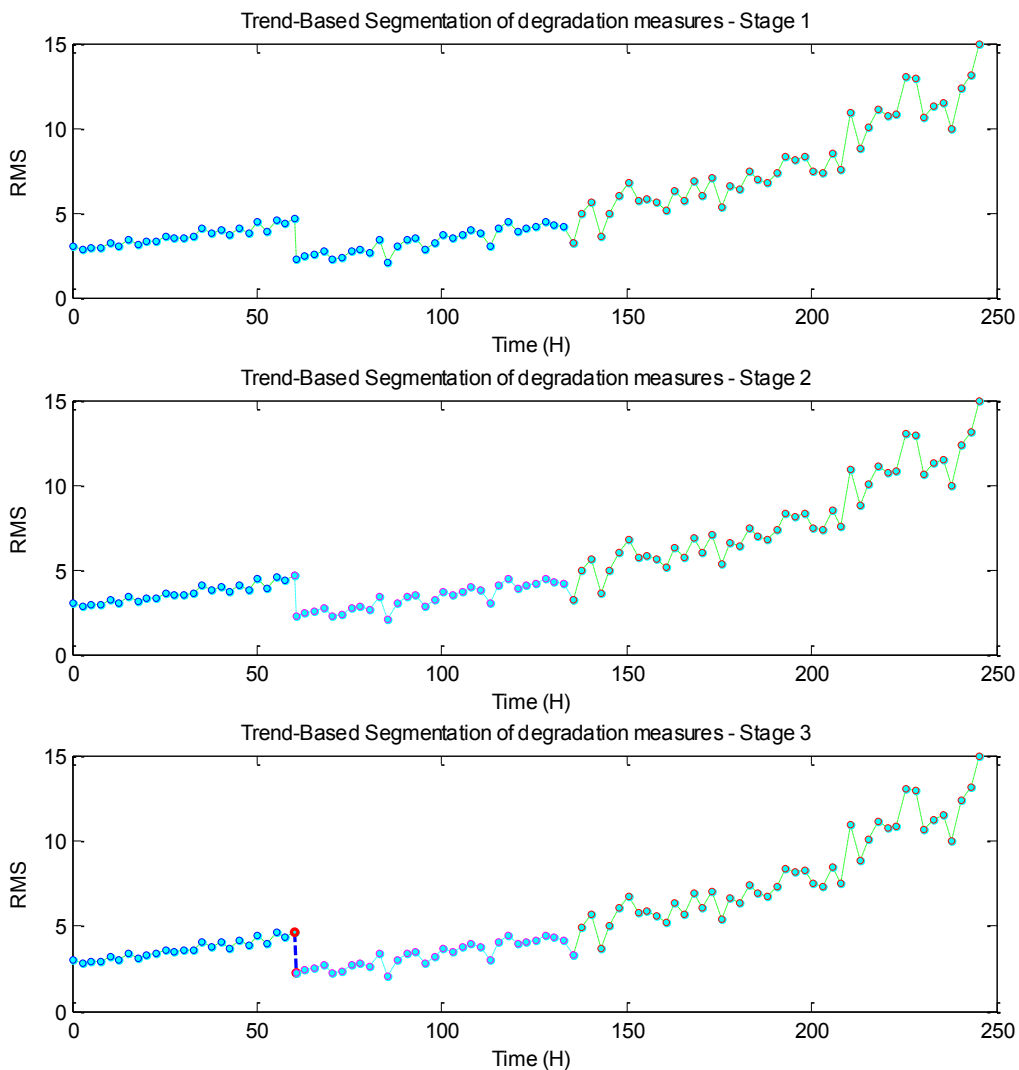 Trend-Based Segmentation of degradation measures - Stage 1
15
10
5
0
RMS
0 50 100 150 200 250
Time (H)
Trend-Based Segmentation of degradation measures - Stage 2
15
10
5
0
RMS
0 50 100 150 200 250
Time (H)
Trend-Based Segmentation of degradation measures - Stage 3
15
10
5
0
RMS
0 50 100 150 200 250
Time (H)